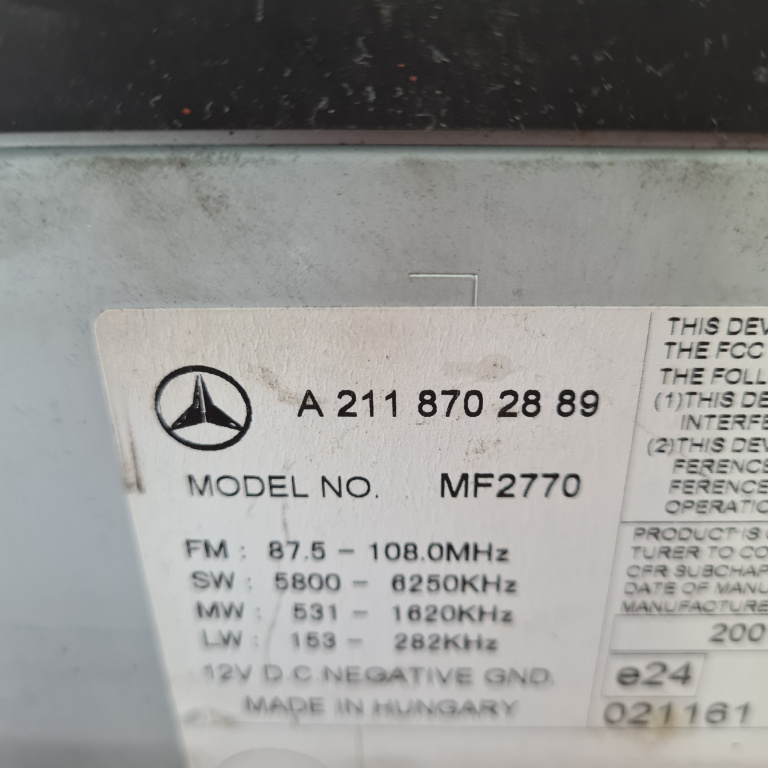 A 211 870 28 89
MODEL NO. MF2770
FM : 87.5 - 108.0MHz
SW : 5800 - 6250KHz
MW : 531 - 1620KHz
LW : 153 - 282KHz
12V D.C.NEGATIVE GND.
MADE IN HUNGARY
THIS DEV
THE FCC
THE FOLL
(1)THIS DE
INTERFE
(2)THIS DEV
FERENCE
FERENCE
OPERATIO
PRODUCT IS
TURER TO CO
CFR SUBCHAP
DATE OF MANU
MANUFACTURE
200
e24
021161